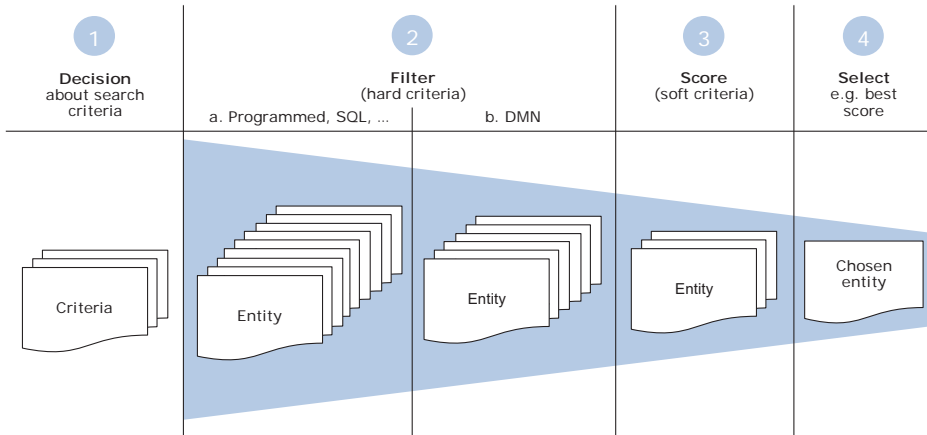 1
2
3
4
Decision
about search
criteria
Filter
(hard criteria)
a. Programmed, SQL, ...
b. DMN
Score
(soft criteria)
Select
e.g. best
score
Criteria
Entity
Entity
Entity
Chosen
entity